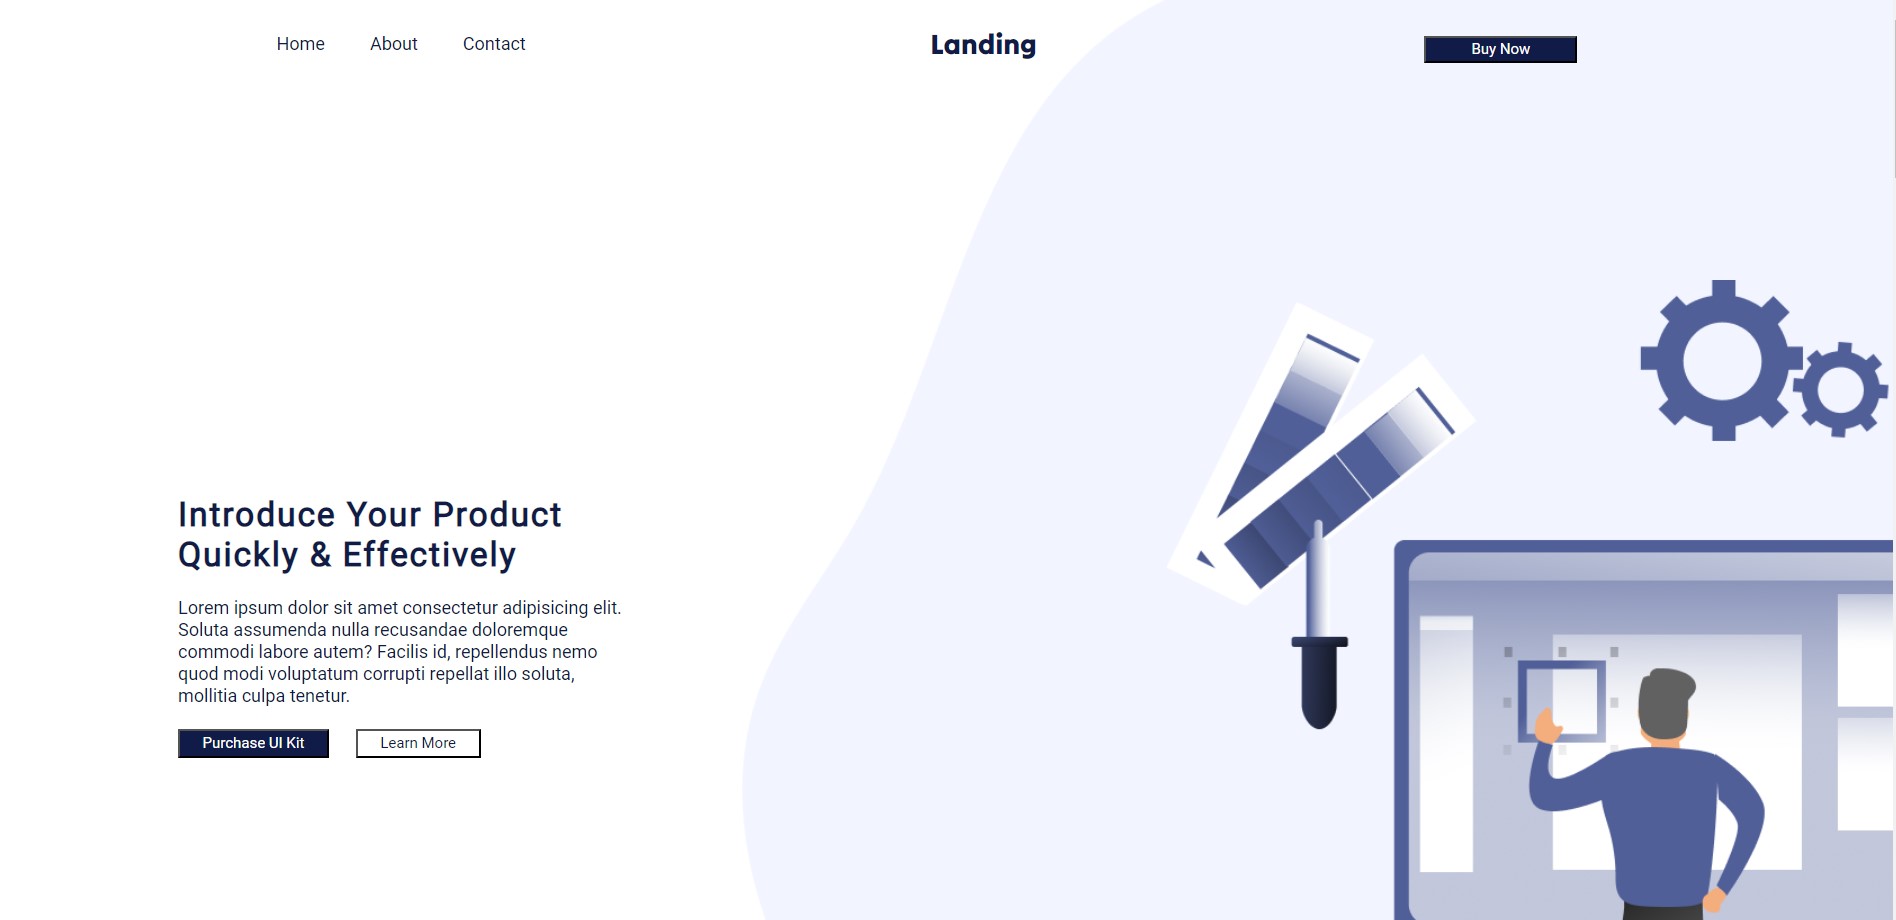 Home About Contact Landing Buy Now
Introduce Your Product
Quickly & Effectively
Lorem ipsum dolor sit amet consectetur adipisicing elit.
Soluta assumenda nulla recusandae doloremque
commodi labore autem? Facilis id, repellendus nemo
quod modi voluptatum corrupti repellat illo soluta,
mollitia culpa tenetur.
Purchase UI Kit Learn More